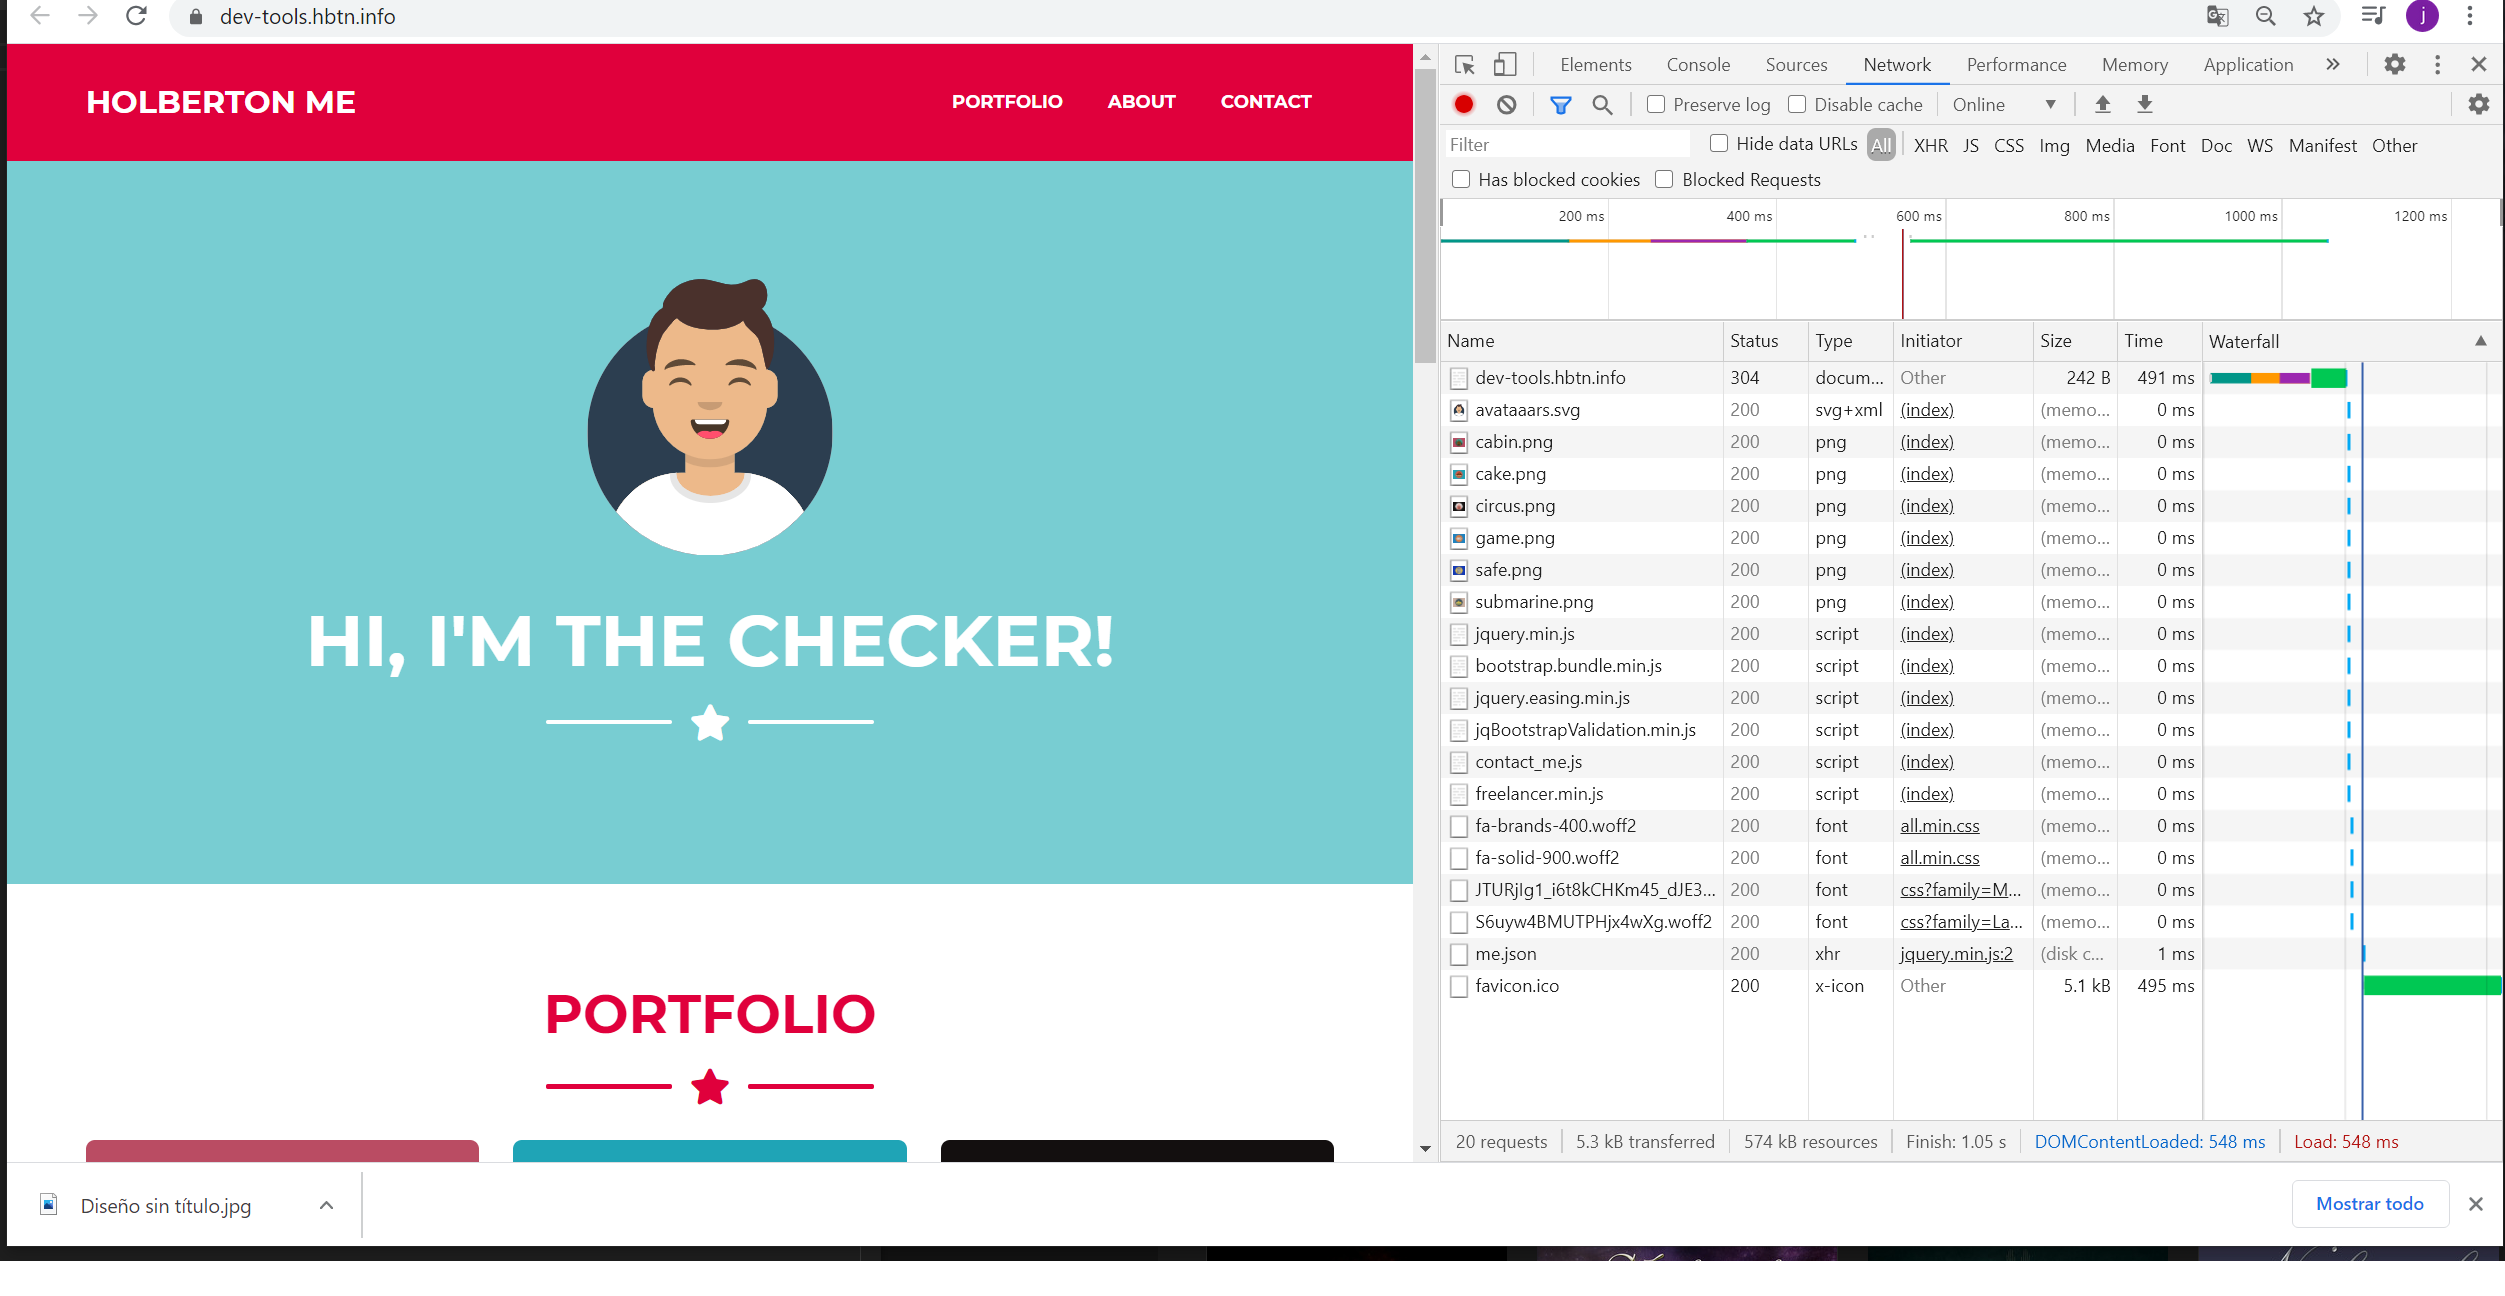 dev-tools.hbtn.info
j
HOLBERTON ME
PORTFOLIO ABOUT CONTACT
HI, I'M THE CHECKER!
PORTFOLIO
Elements Console Sources Network Performance Memory Application »
Preserve log Disable cache Online
Filter Hide data URLs All XHR JS CSS Img Media Font Doc WS Manifest Other
Has blocked cookies Blocked Requests
200 ms 400 ms 600 ms 800 ms 1000 ms 1200 ms
Name Status Type Initiator Size Time Waterfall
dev-tools.hbtn.info 304 docum... Other 242 B 491 ms
avataaars.svg 200 svg+xml (index) (memo... 0 ms
cabin.png 200 png (index) (memo... 0 ms
cake.png 200 png (index) (memo... 0 ms
circus.png 200 png (index) (memo... 0 ms
game.png 200 png (index) (memo... 0 ms
safe.png 200 png (index) (memo... 0 ms
submarine.png 200 png (index) (memo... 0 ms
jquery.min.js 200 script (index) (memo... 0 ms
bootstrap.bundle.min.js 200 script (index) (memo... 0 ms
jquery.easing.min.js 200 script (index) (memo... 0 ms
jqBootstrapValidation.min.js 200 script (index) (memo... 0 ms
contact_me.js 200 script (index) (memo... 0 ms
freelancer.min.js 200 script (index) (memo... 0 ms
fa-brands-400.woff2 200 font all.min.css (memo... 0 ms
fa-solid-900.woff2 200 font all.min.css (memo... 0 ms
JTURjIg1_i6t8kCHKm45_dJE3... 200 font css?family=M... (memo... 0 ms
S6uyw4BMUTPHjx4wXg.woff2 200 font css?family=La... (memo... 0 ms
me.json 200 xhr jquery.min.js:2 (disk c... 1 ms
favicon.ico 200 x-icon Other 5.1 kB 495 ms
20 requests 5.3 kB transferred 574 kB resources Finish: 1.05 s DOMContentLoaded: 548 ms Load: 548 ms
Diseño sin título.jpg
Mostrar todo